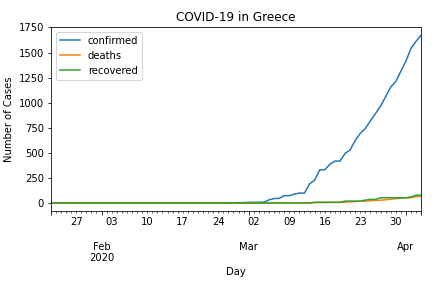 COVID-19 in Greece
Number of Cases
1750
1500
1250
1000
750
500
250
0
confirmed
deaths
recovered
27 03 10 17 24 02 09 16 23 30
Feb Mar Apr
2020
Day